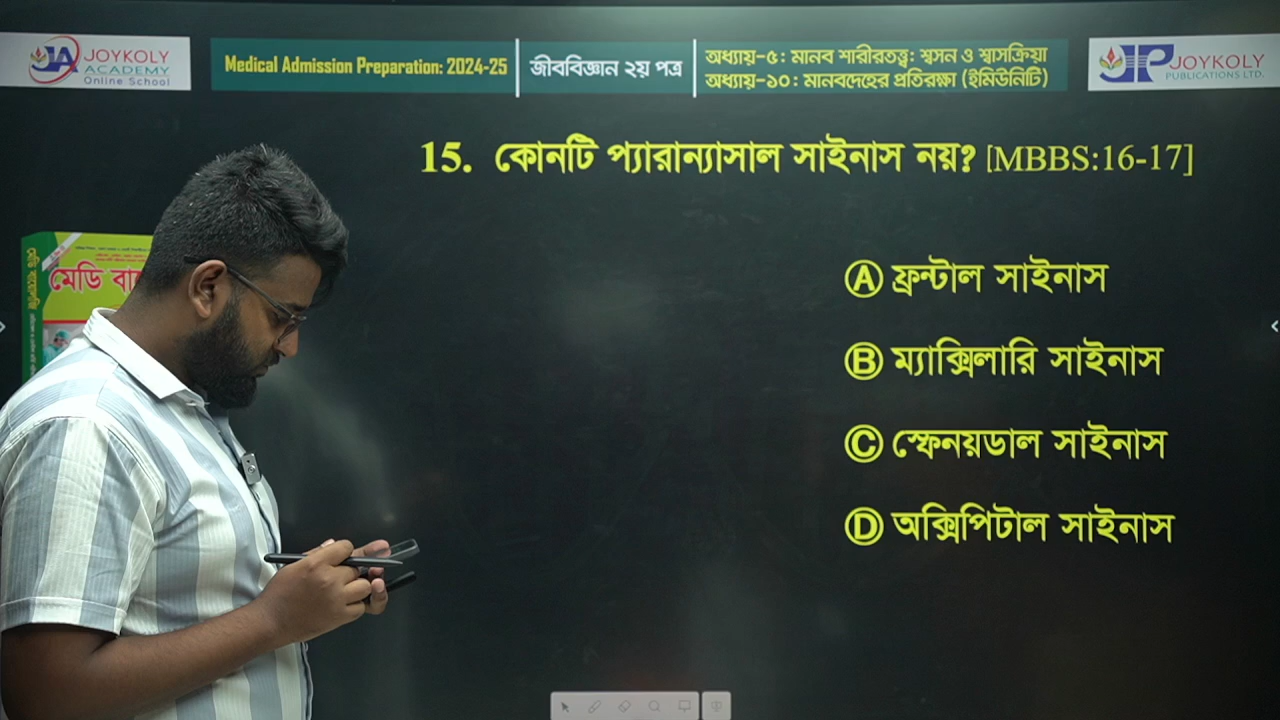 JA JOYKOLY
ACADEMY
Online School
Medical Admission Preparation: 2024-25
জীববিজ্ঞান ২য় পত্র
অধ্যায়-৫: মানব শারীরতত্ত্ব: শ্বসন ও শ্বাসক্রিয়া
অধ্যায়-১০: মানবদেহের প্রতিরক্ষা (ইমিউনিটি)
JP JOYKOLY
PUBLICATIONS LTD.
15. কোনটি প্যারান্যাসাল সাইনাস নয়? [MBBS:16-17]
মেডি
A ফ্রন্টাল সাইনাস
B ম্যাক্সিলারি সাইনাস
C স্ফেনয়ডাল সাইনাস
D অক্সিপিটাল সাইনাস